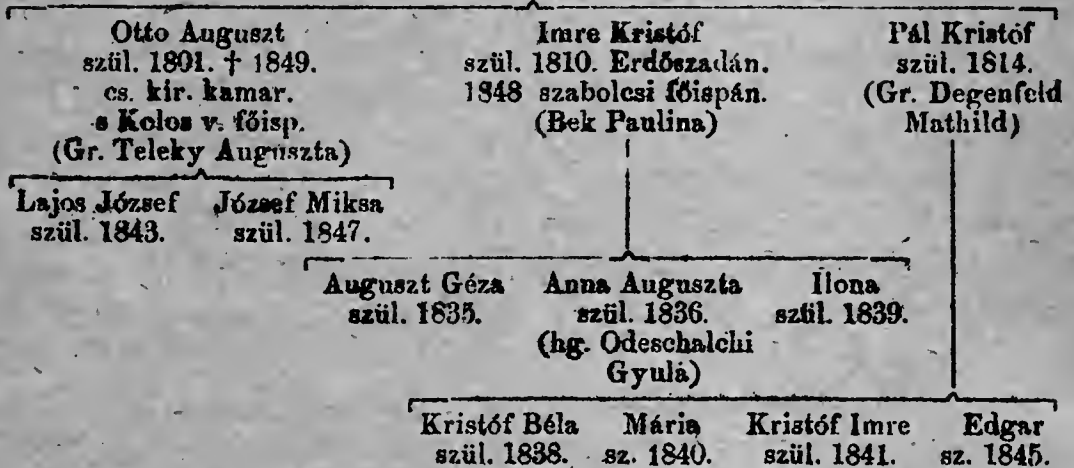 Otto Auguszt
szül. 1801. † 1849.
cs. kir. kamar.
s Kolos v. főisp.
(Gr. Teleky Auguszta)
Imre Kristóf
szül. 1810. Erdőszadán.
1848 szabolcsi főispán.
(Bek Paulina)
Pál Kristóf
szül. 1814.
(Gr. Degenfeld
Mathild)
Lajos József
szül. 1843.
József Miksa
szül. 1847.
Auguszt Géza
szül. 1835.
Anna Auguszta
szül. 1836.
(hg. Odeschalchi
Gyula)
Ilona
szül. 1839.
Kristóf Béla
szül. 1838.
Mária
sz. 1840.
Kristóf Imre
szül. 1841.
Edgar
sz. 1845.